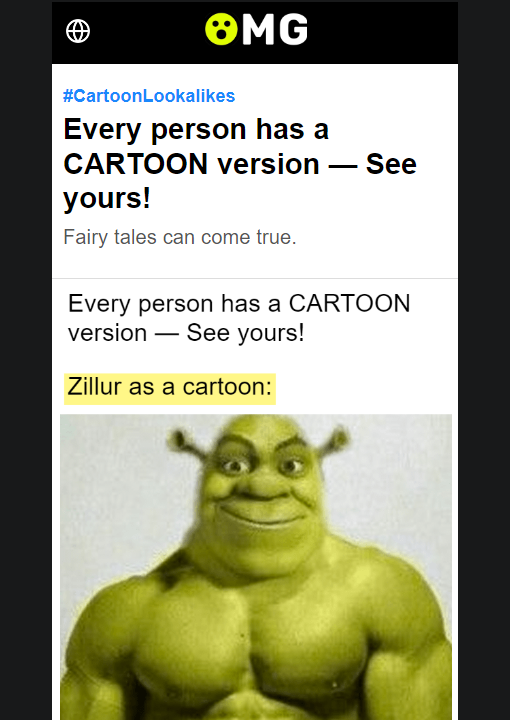 OMG
#CartoonLookalikes
Every person has a
CARTOON version — See
yours!
Fairy tales can come true.
Every person has a CARTOON
version — See yours!
Zillur as a cartoon: